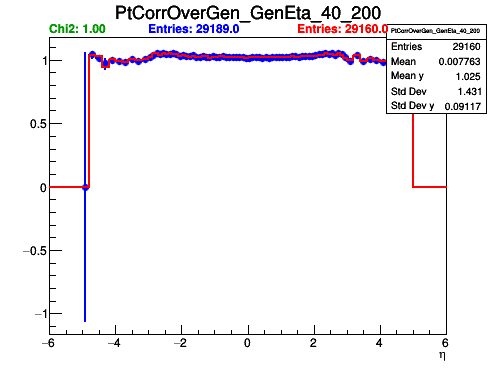 PtCorrOverGen_GenEta_40_200
Chi2: 1.00 Entries: 29189.0 Entries: 29160.0
PtCorrOverGen_GenEta_40_200
Entries 29160
Mean 0.007763
Mean y 1.025
Std Dev 1.431
Std Dev y 0.09117
1
0.5
0
−0.5
−1
−6 −4 −2 0 2 4 6
η